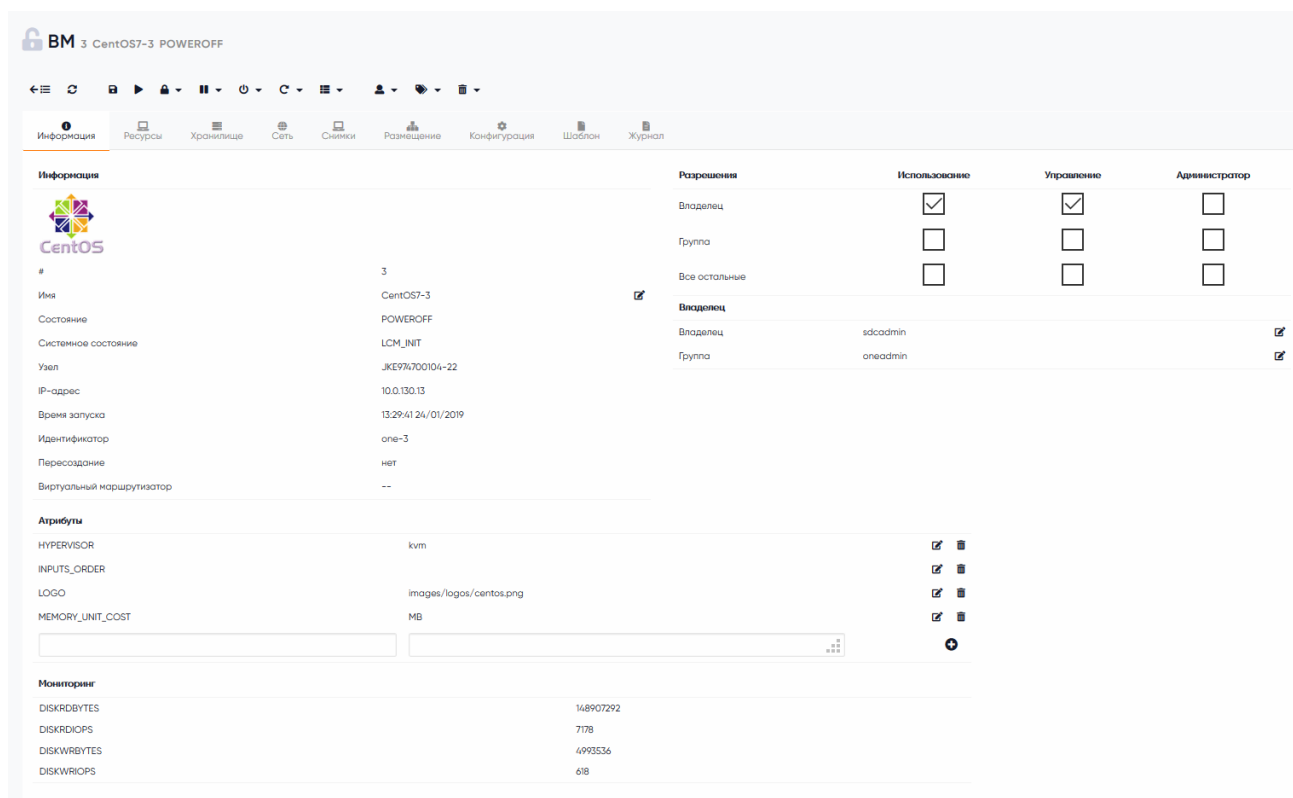 ВМ 3 CentOS7-3 POWEROFF
Информация Ресурсы Хранилище Сеть Снимки Размещение Конфигурация Шаблон Журнал
Информация
CentOS
# 3
Имя CentOS7-3
Состояние POWEROFF
Системное состояние LCM_INIT
Узел JKE974700104-22
IP-адрес 10.0.130.13
Время запуска 13:29:41 24/01/2019
Идентификатор one-3
Пересоздание нет
Виртуальный маршрутизатор --
Разрешения Использование Управление Администратор
Владелец
Группа
Все остальные
Владелец
Владелец sdcadmin
Группа oneadmin
Атрибуты
HYPERVISOR kvm
INPUTS_ORDER
LOGO images/logos/centos.png
MEMORY_UNIT_COST MB
Мониторинг
DISKRDBYTES 148907292
DISKRDIOPS 7178
DISKWRBYTES 4993536
DISKWRIOPS 618